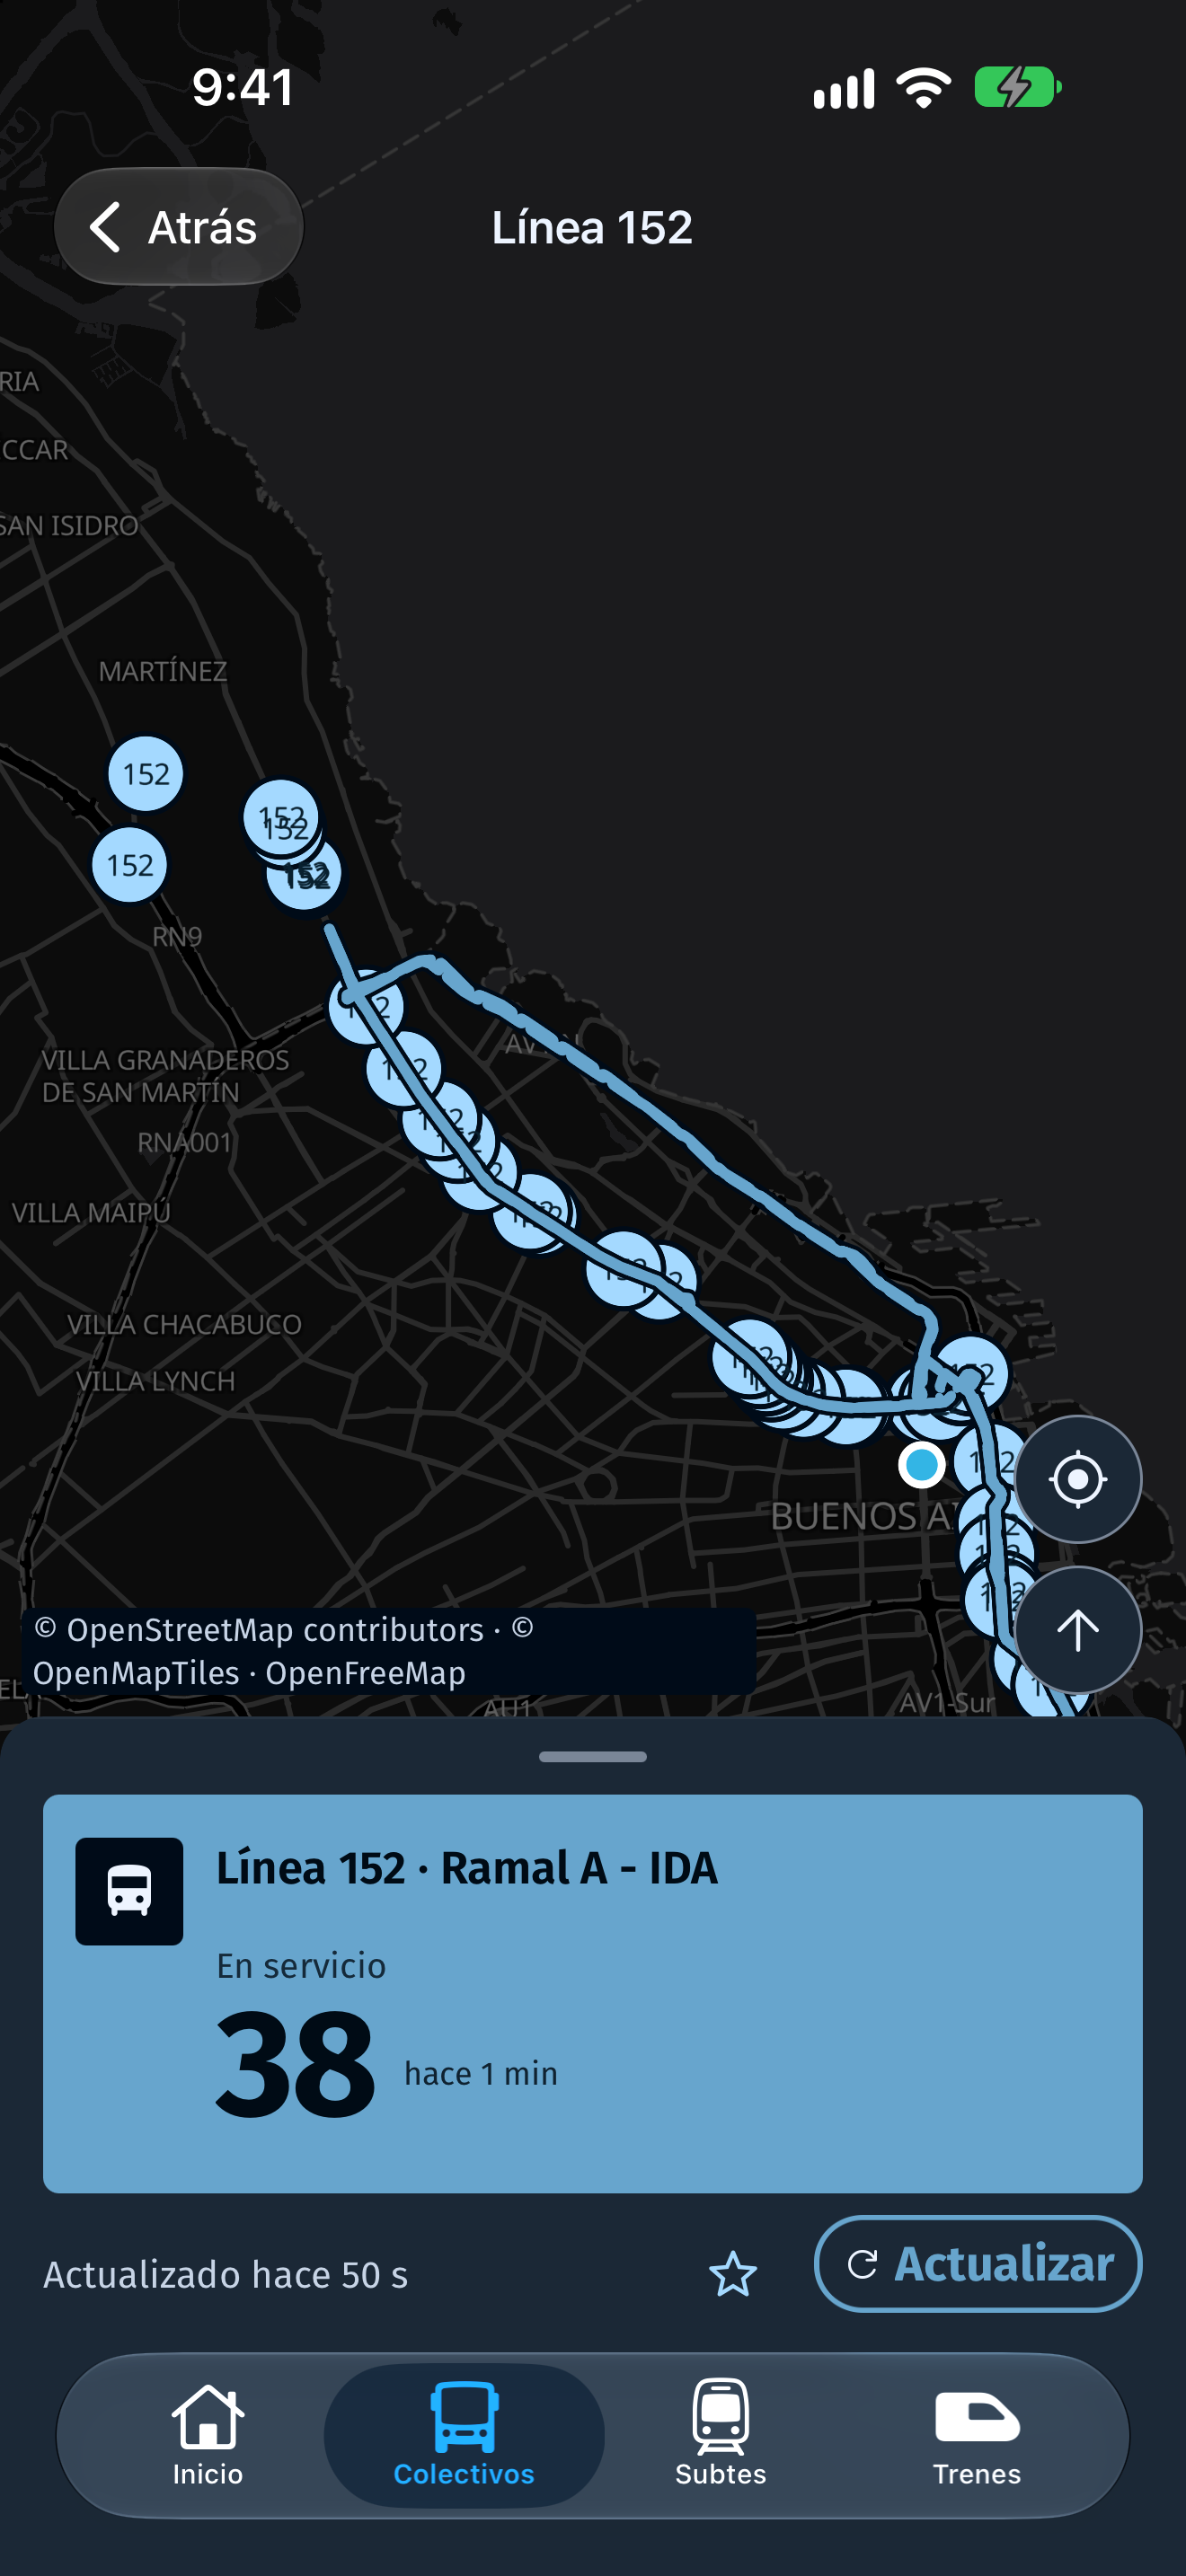 9:41
Atrás
Línea 152
CCAR
SAN ISIDRO
MARTÍNEZ
152
152
152
152
152
RN9
VILLA GRANADEROS
DE SAN MARTÍN
RNA001
VILLA MAIPÚ
VILLA CHACABUCO
VILLA LYNCH
BUENOS A
© OpenStreetMap contributors · ©
OpenMapTiles · OpenFreeMap
AU1
AV1-Sur
Línea 152 · Ramal A - IDA
En servicio
38
hace 1 min
Actualizado hace 50 s
Actualizar
Inicio
Colectivos
Subtes
Trenes